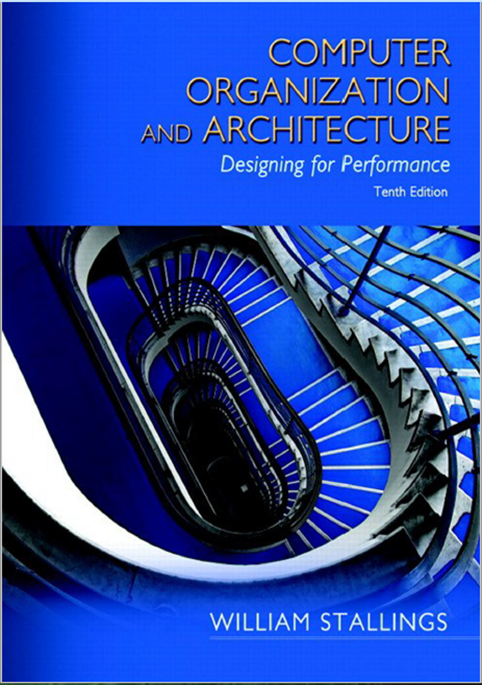 COMPUTER
ORGANIZATION
AND ARCHITECTURE
Designing for Performance
Tenth Edition
WILLIAM STALLINGS